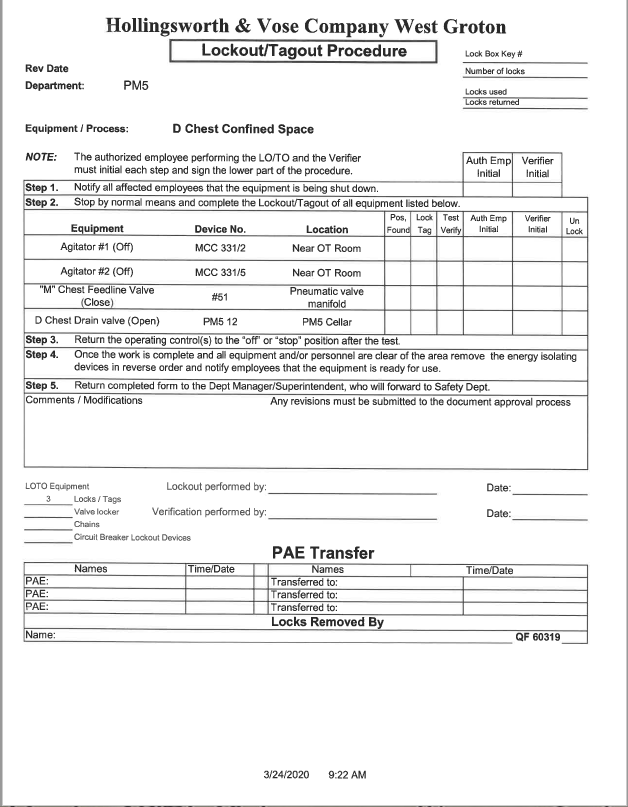 Hollingsworth & Vose Company West Groton
Lockout/Tagout Procedure
Lock Box Key #
Rev Date
Number of locks
Department: PM5
Locks used
Locks returned
Equipment / Process: D Chest Confined Space
NOTE: The authorized employee performing the LO/TO and the Verifier
must initial each step and sign the lower part of the procedure.
Auth Emp Verifier
Initial Initial
Step 1. Notify all affected employees that the equipment is being shut down.
Step 2. Stop by normal means and complete the Lockout/Tagout of all equipment listed below.
Pos, Lock Test Auth Emp Verifier Un
Equipment Device No. Location Found Tag Verify Initial Initial Lock
Agitator #1 (Off) MCC 331/2 Near OT Room
Agitator #2 (Off) MCC 331/5 Near OT Room
"M" Chest Feedline Valve
(Close) #51 Pneumatic valve
manifold
D Chest Drain valve (Open) PM5 12 PM5 Cellar
Step 3. Return the operating control(s) to the "off" or "stop" position after the test.
Step 4. Once the work is complete and all equipment and/or personnel are clear of the area remove the energy isolating
devices in reverse order and notify employees that the equipment is ready for use.
Step 5. Return completed form to the Dept Manager/Superintendent, who will forward to Safety Dept.
Comments / Modifications Any revisions must be submitted to the document approval process
LOTO Equipment
Lockout performed by: Date:
3 Locks / Tags
Valve locker
Verification performed by: Date:
Chains
Circuit Breaker Lockout Devices
PAE Transfer
Names Time/Date Names Time/Date
PAE: Transferred to:
PAE: Transferred to:
PAE: Transferred to:
Locks Removed By
Name: QF 60319
3/24/2020 9:22 AM